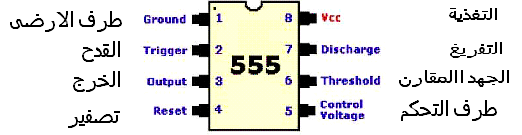 طرف الارضى Ground 1 8 Vcc التغذية
القدح Trigger 2 7 Discharge التفريغ
555
الخرج Output 3 6 Threshold الجهد االمقارن
تصفير Reset 4 5 Control Voltage طرف التحكم